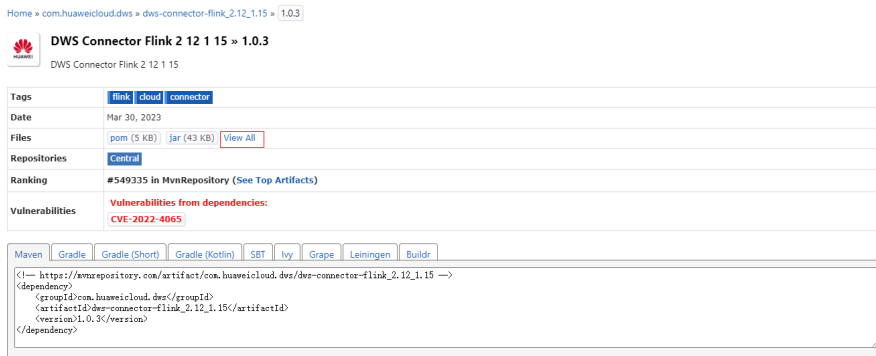 Home » com.huaweicloud.dws » dws-connector-flink_2.12_1.15 » 1.0.3
HUAWEI
DWS Connector Flink 2 12 1 15 » 1.0.3
DWS Connector Flink 2 12 1 15
Tags flink cloud connector
Date Mar 30, 2023
Files pom (5 KB) jar (43 KB) View All
Repositories Central
Ranking #549335 in MvnRepository (See Top Artifacts)
Vulnerabilities Vulnerabilities from dependencies:
CVE-2022-4065
Maven Gradle Gradle (Short) Gradle (Kotlin) SBT Ivy Grape Leiningen Buildr
<!-- https://mvnrepository.com/artifact/com.huaweicloud.dws/dws-connector-flink_2.12_1.15 -->
<dependency>
<groupId>com.huaweicloud.dws</groupId>
<artifactId>dws-connector-flink_2.12_1.15</artifactId>
<version>1.0.3</version>
</dependency>